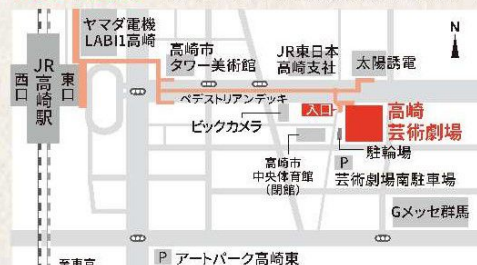 ヤマダ電機
LABI1高崎
N
高崎市
タワー美術館
JR東日本
高崎支社
太陽誘電
JR高崎駅
西口
東口
ペデストリアンデッキ
入口
高崎
芸術劇場
ビックカメラ
駐輪場
高崎市
中央体育館
(閉館)
P
芸術劇場南駐車場
Gメッセ群馬
P アートパーク高崎東